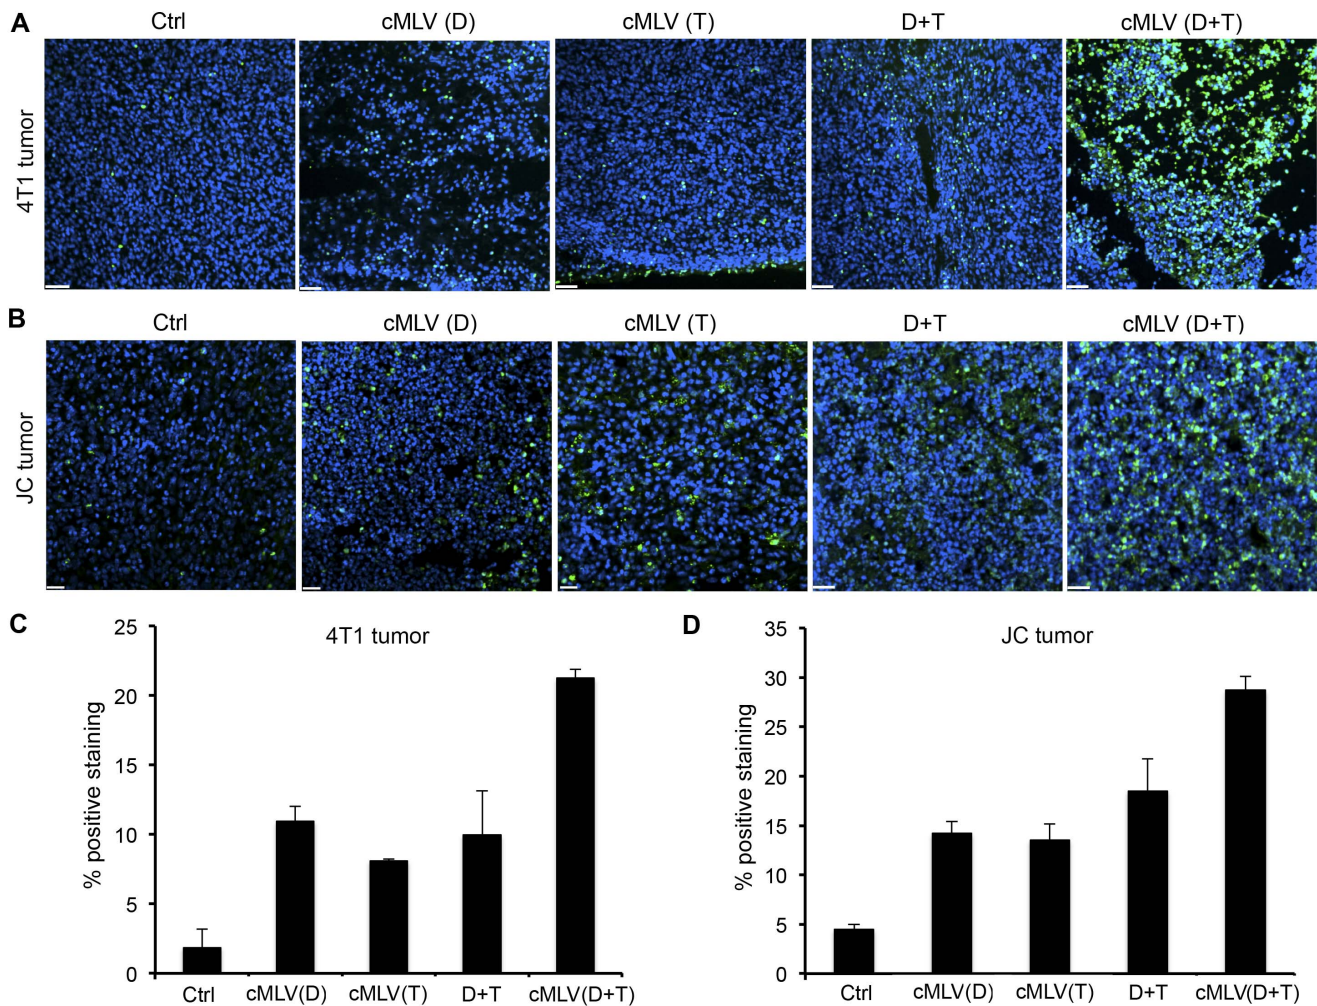 A
Ctrl
cMLV (D)
cMLV (T)
D+T
cMLV (D+T)
4T1 tumor
B
Ctrl
cMLV (D)
cMLV (T)
D+T
cMLV (D+T)
JC tumor
C
4T1 tumor
% positive staining
25
20
15
10
5
0
Ctrl
cMLV(D)
cMLV(T)
D+T
cMLV(D+T)
D
JC tumor
% positive staining
35
30
25
20
15
10
5
0
Ctrl
cMLV(D)
cMLV(T)
D+T
cMLV(D+T)